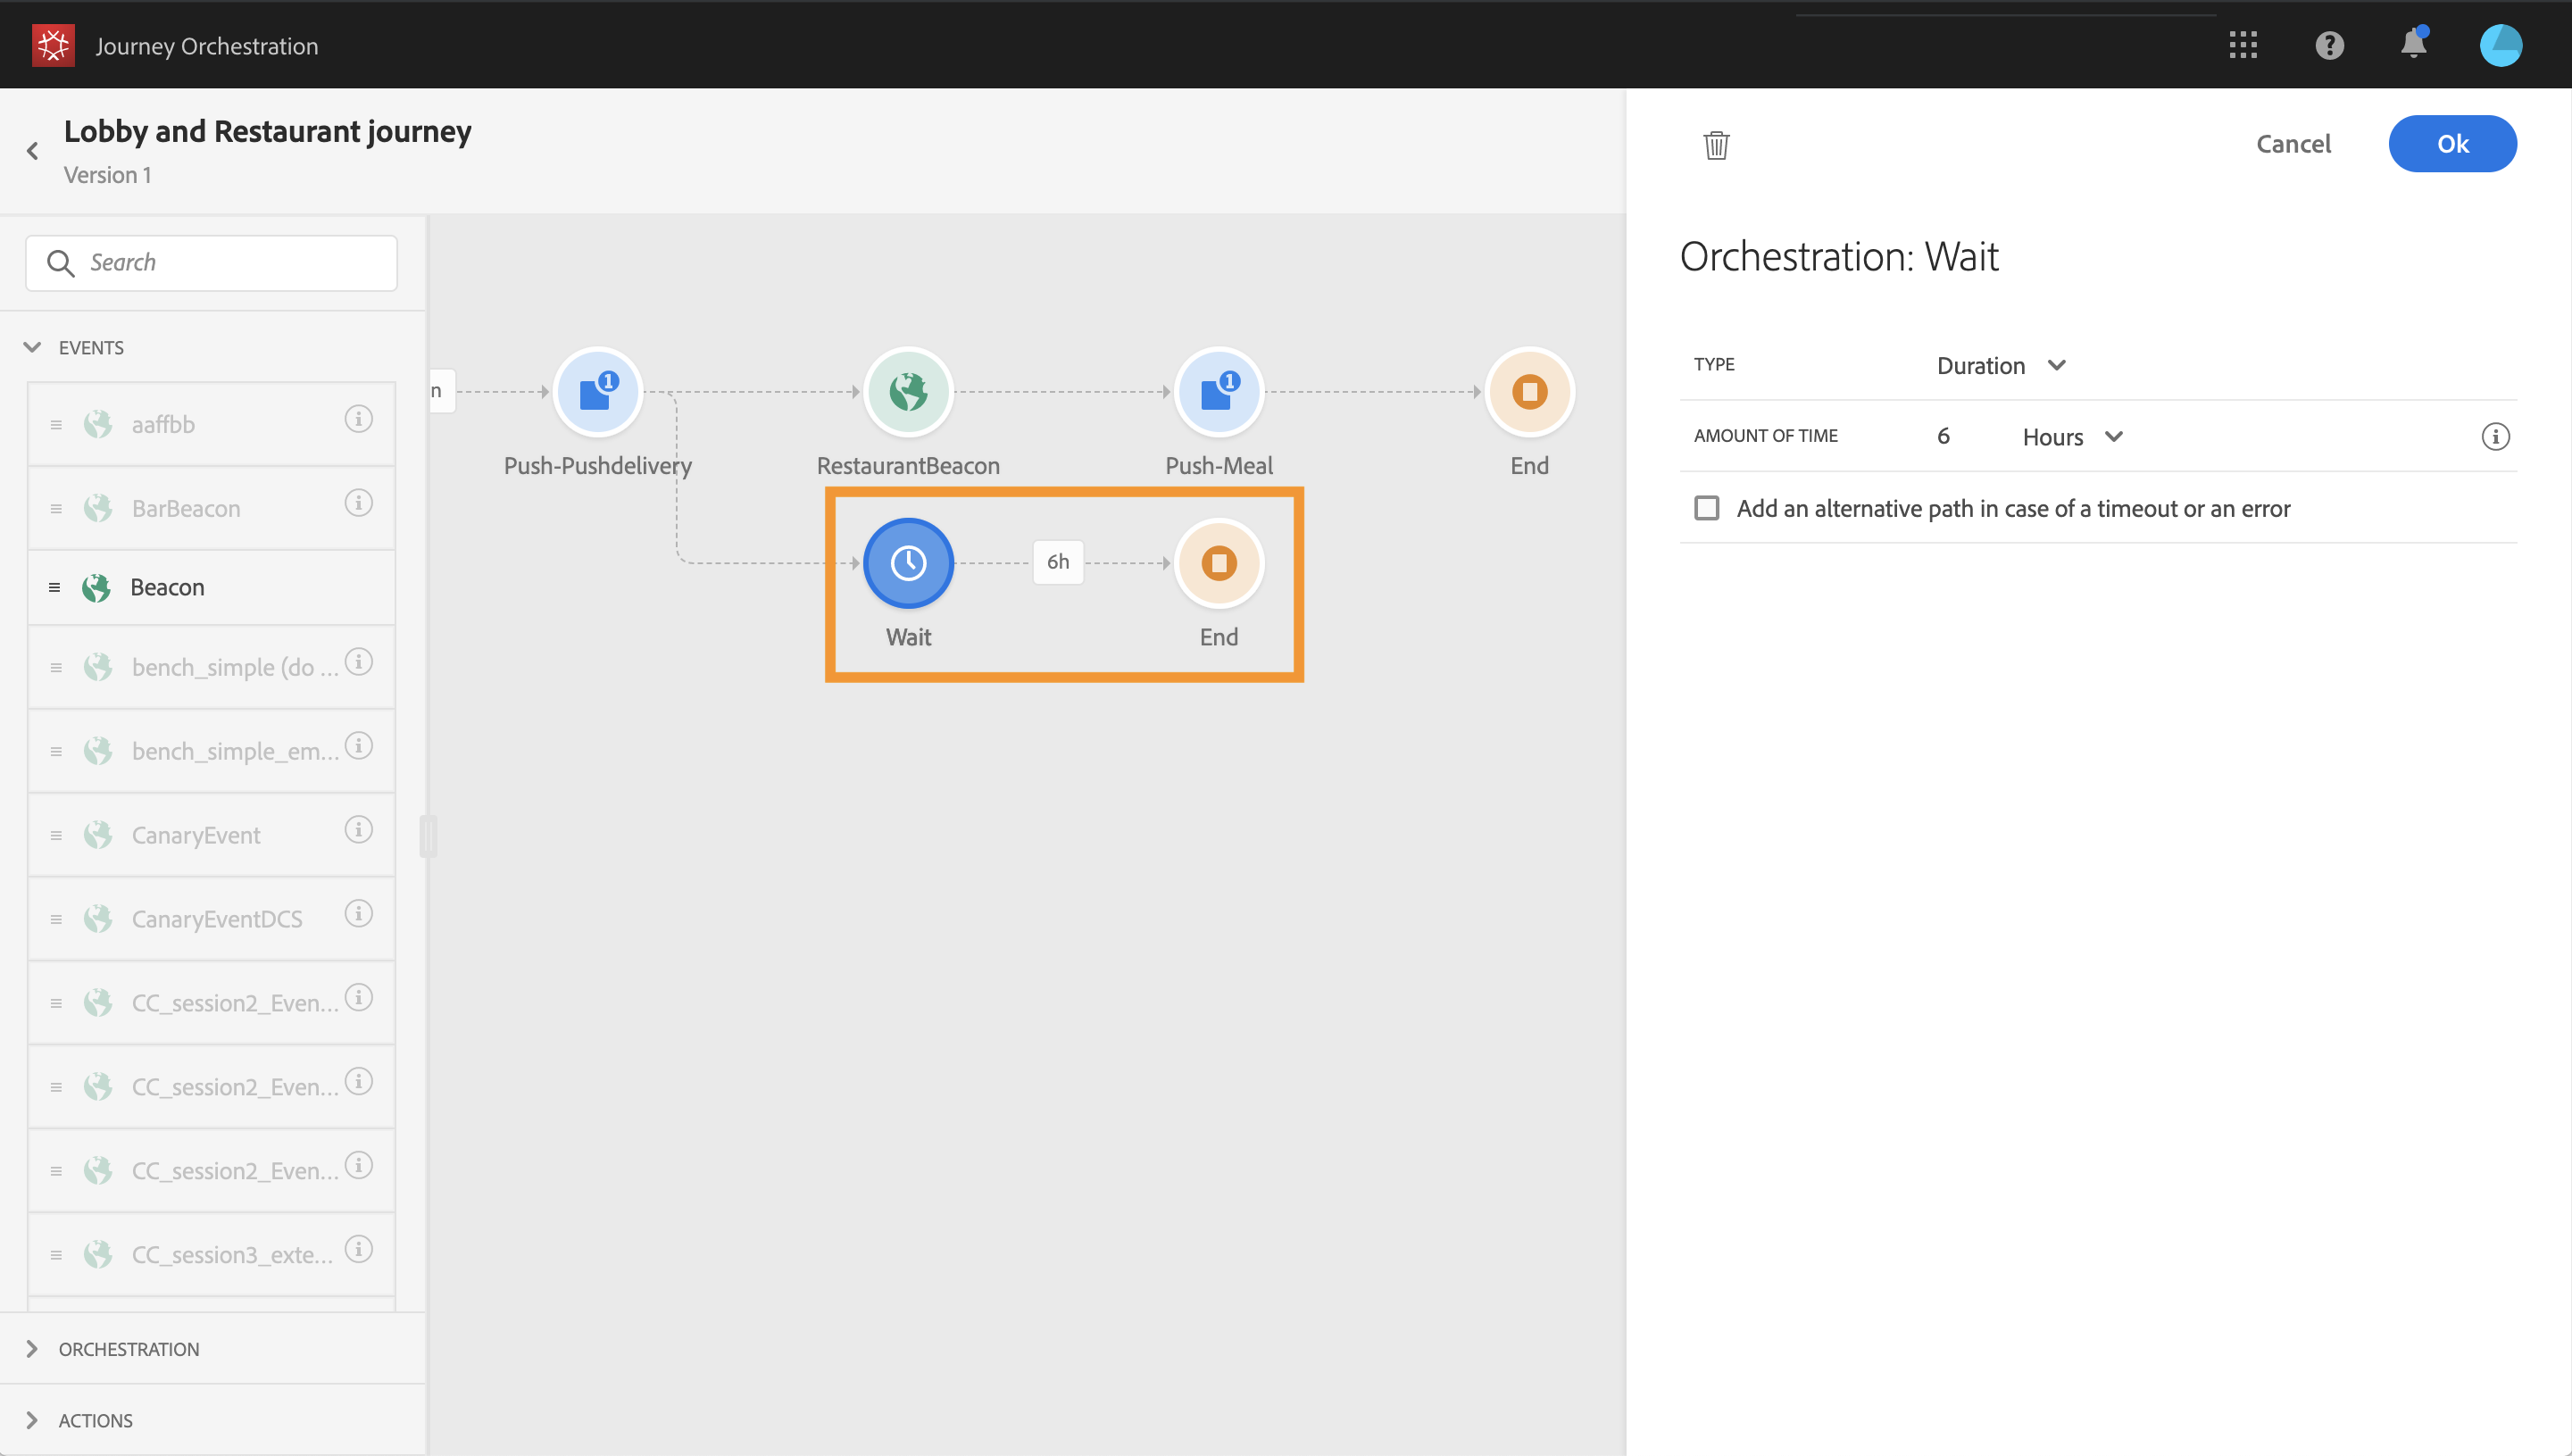 Journey Orchestration
Lobby and Restaurant journey
Version 1
Search
EVENTS
aaffbb
BarBeacon
Beacon
bench_simple (do ...
bench_simple_em...
CanaryEvent
CanaryEventDCS
CC_session2_Even...
CC_session2_Even...
CC_session2_Even...
CC_session3_exte...
ORCHESTRATION
ACTIONS
n
1
1
Push-Pushdelivery
RestaurantBeacon
Push-Meal
End
6h
Wait
End
Cancel
Ok
Orchestration: Wait
TYPE
Duration
AMOUNT OF TIME
6
Hours
Add an alternative path in case of a timeout or an error